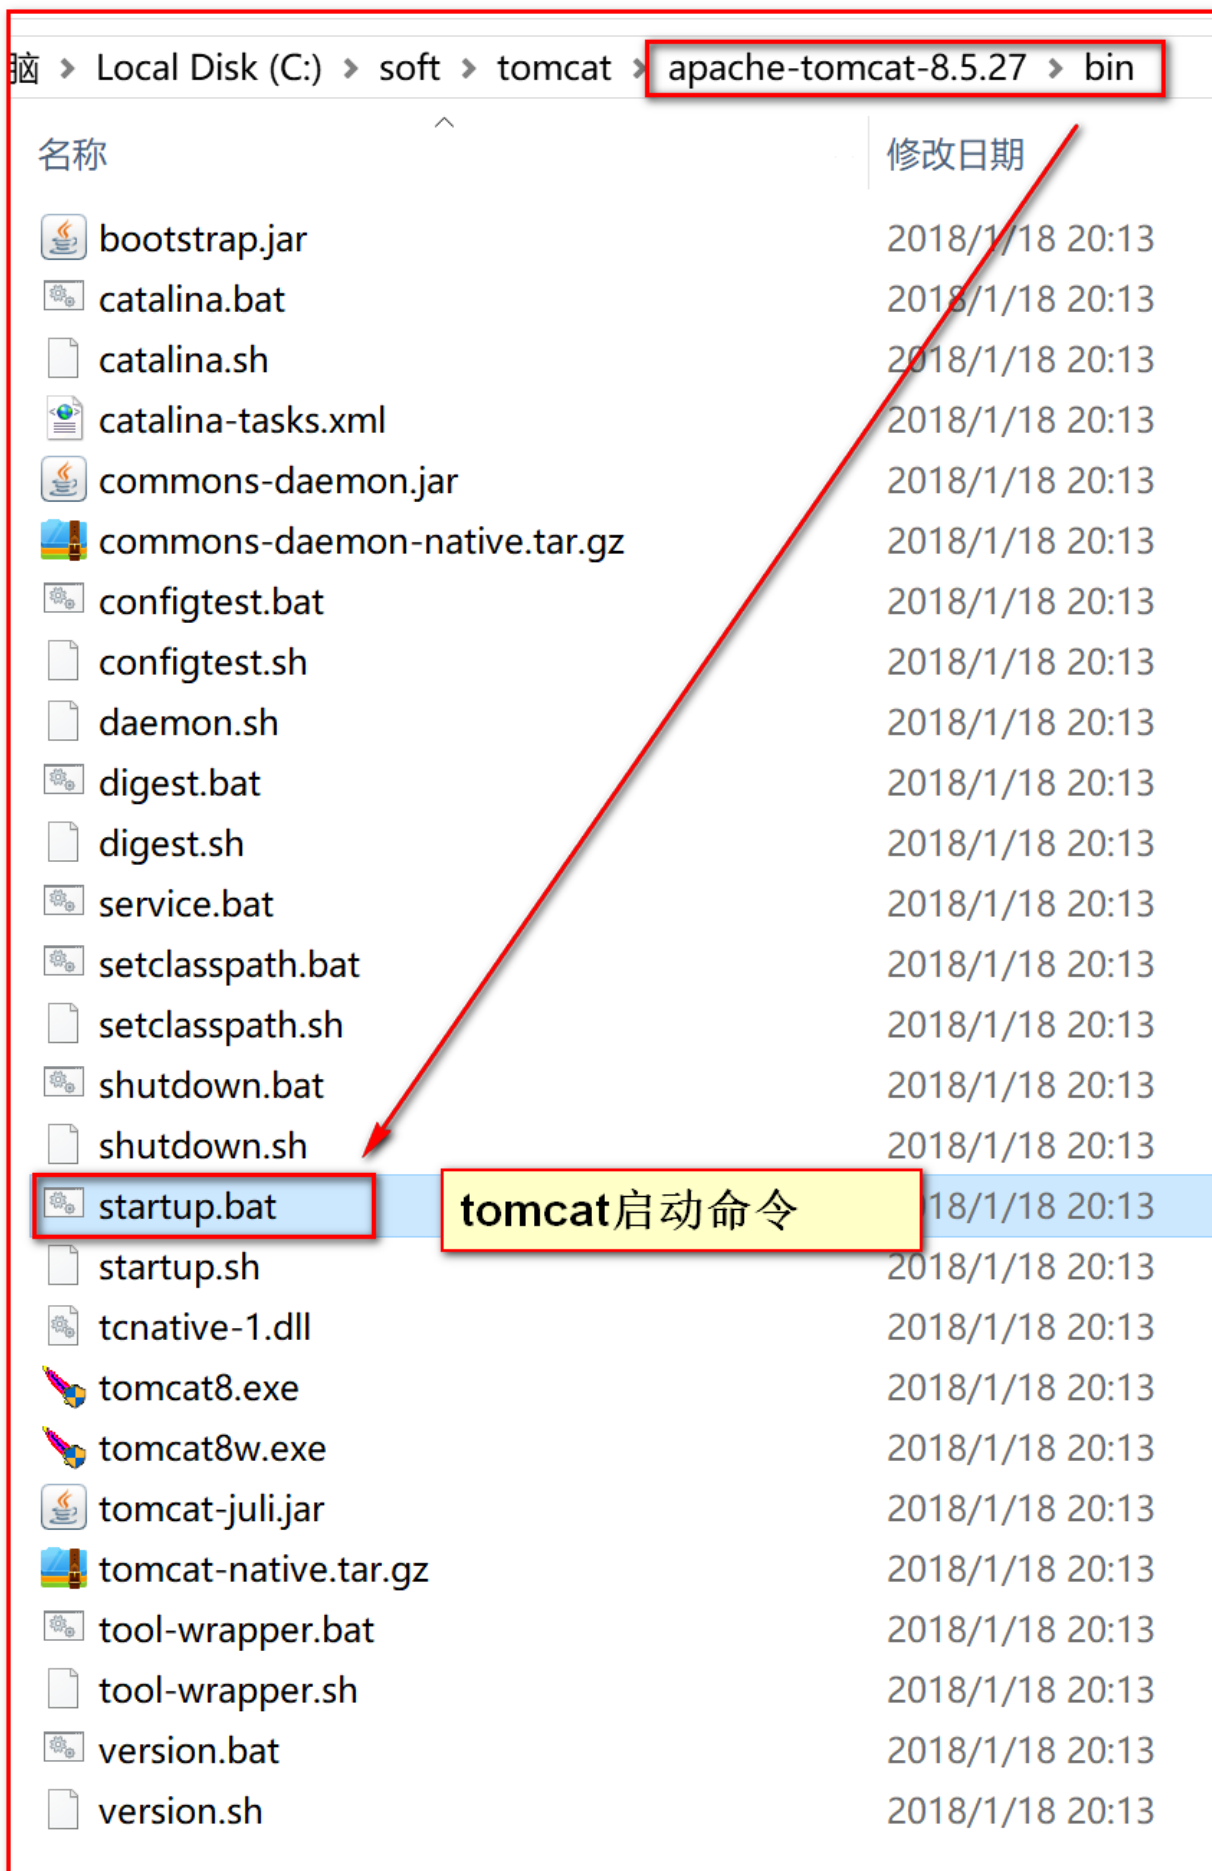 脑 > Local Disk (C:) > soft > tomcat > apache-tomcat-8.5.27 > bin
名称 修改日期
bootstrap.jar 2018/1/18 20:13
catalina.bat 2018/1/18 20:13
catalina.sh 2018/1/18 20:13
catalina-tasks.xml 2018/1/18 20:13
commons-daemon.jar 2018/1/18 20:13
commons-daemon-native.tar.gz 2018/1/18 20:13
configtest.bat 2018/1/18 20:13
configtest.sh 2018/1/18 20:13
daemon.sh 2018/1/18 20:13
digest.bat 2018/1/18 20:13
digest.sh 2018/1/18 20:13
service.bat 2018/1/18 20:13
setclasspath.bat 2018/1/18 20:13
setclasspath.sh 2018/1/18 20:13
shutdown.bat 2018/1/18 20:13
shutdown.sh 2018/1/18 20:13
startup.bat tomcat启动命令 18/1/18 20:13
startup.sh 2018/1/18 20:13
tcnative-1.dll 2018/1/18 20:13
tomcat8.exe 2018/1/18 20:13
tomcat8w.exe 2018/1/18 20:13
tomcat-juli.jar 2018/1/18 20:13
tomcat-native.tar.gz 2018/1/18 20:13
tool-wrapper.bat 2018/1/18 20:13
tool-wrapper.sh 2018/1/18 20:13
version.bat 2018/1/18 20:13
version.sh 2018/1/18 20:13